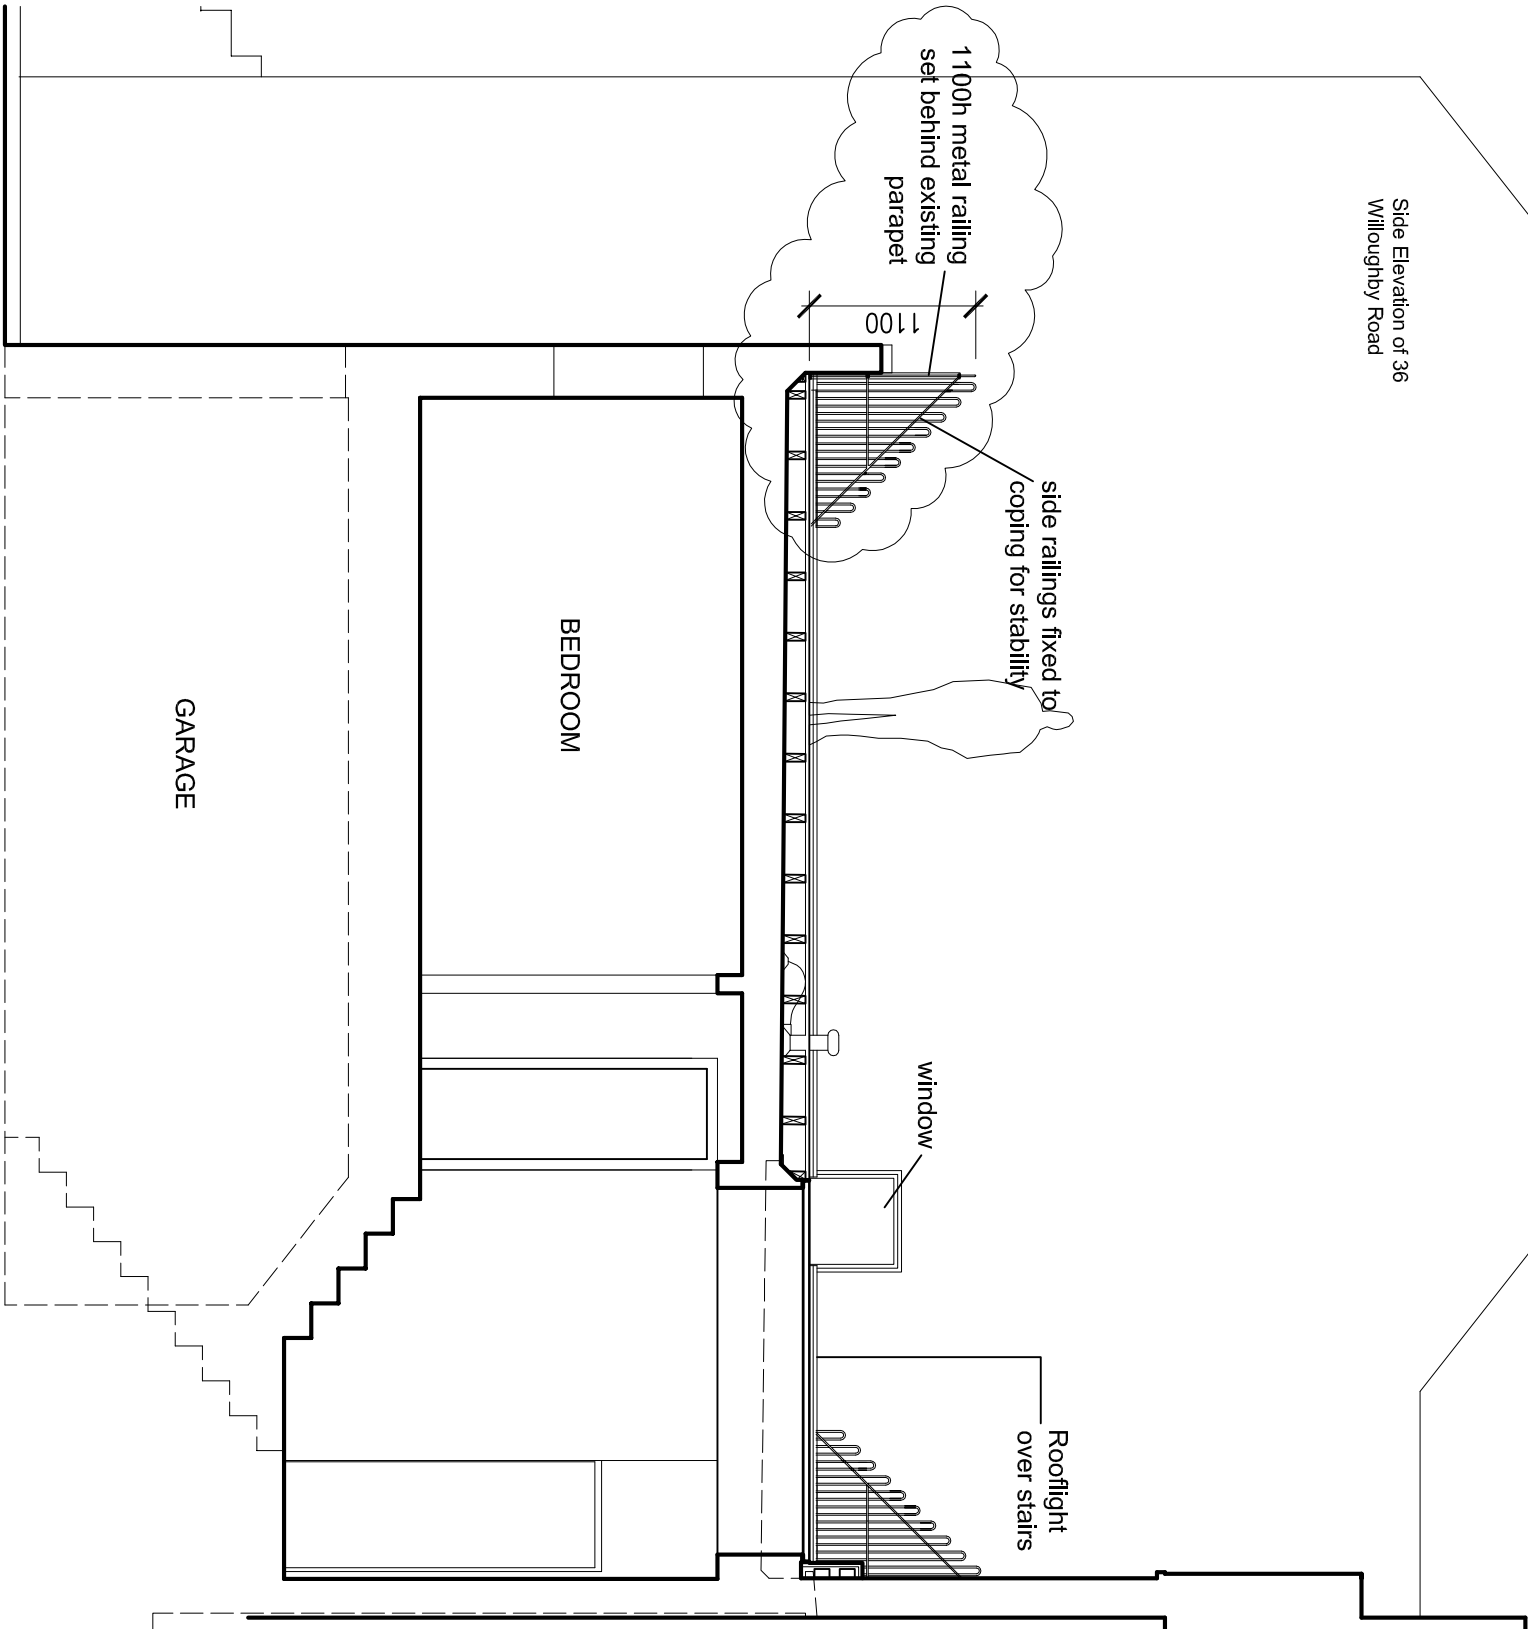 Side Elevation of 36
Willoughby Road
1100h metal railing
set behind existing
parapet
1100
side railings fixed to
coping for stability
window
Rooflight
over stairs
BEDROOM
GARAGE